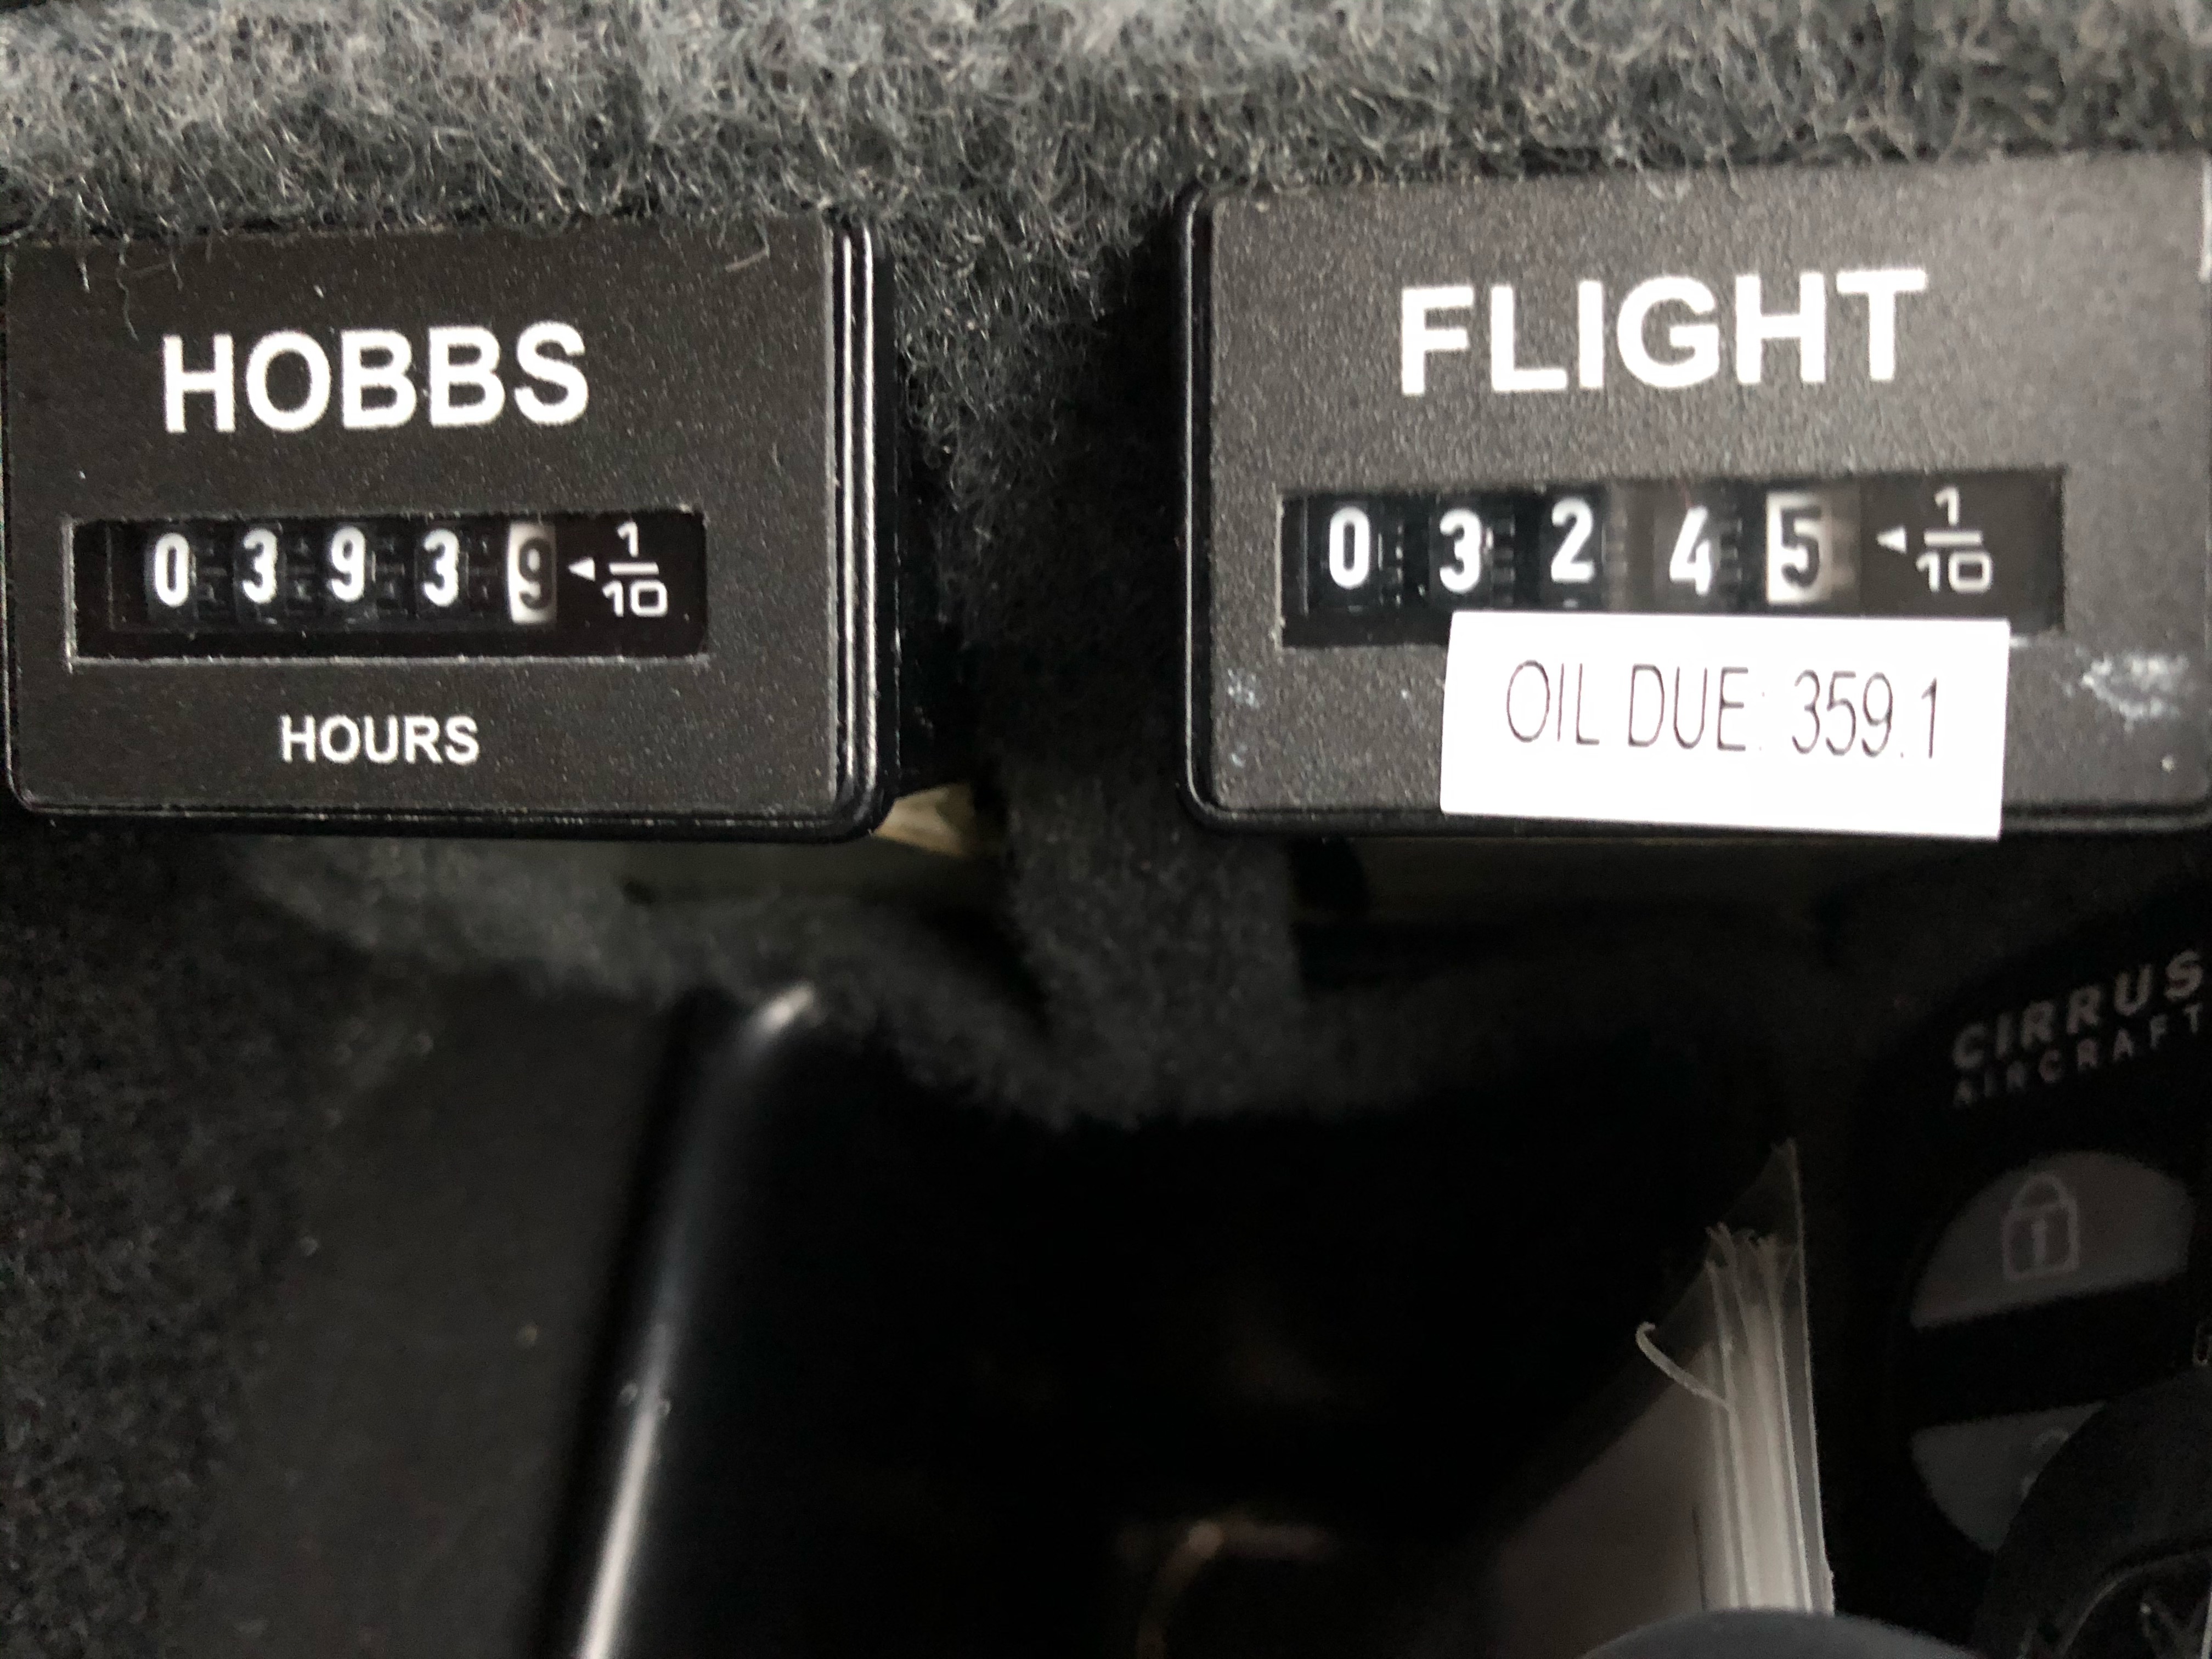 HOBBS
0 3 9 3 9 ◄ 1/10
HOURS
FLIGHT
0 3 2 4 5 ◄ 1/10
OIL DUE: 359.1
CIRRUS
AIRCRAFT